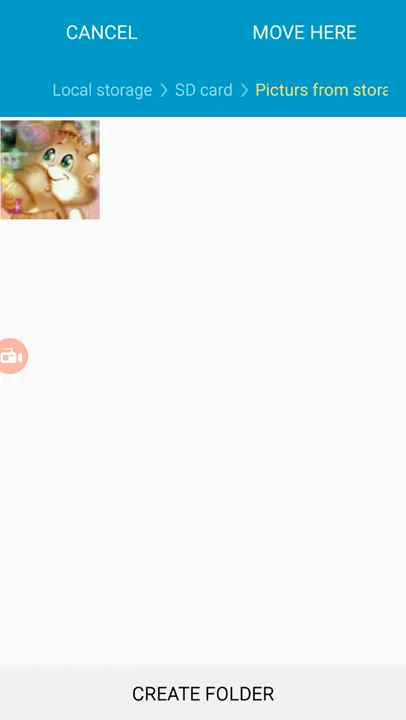 CANCEL MOVE HERE
Local storage > SD card > Picturs from stora
CREATE FOLDER